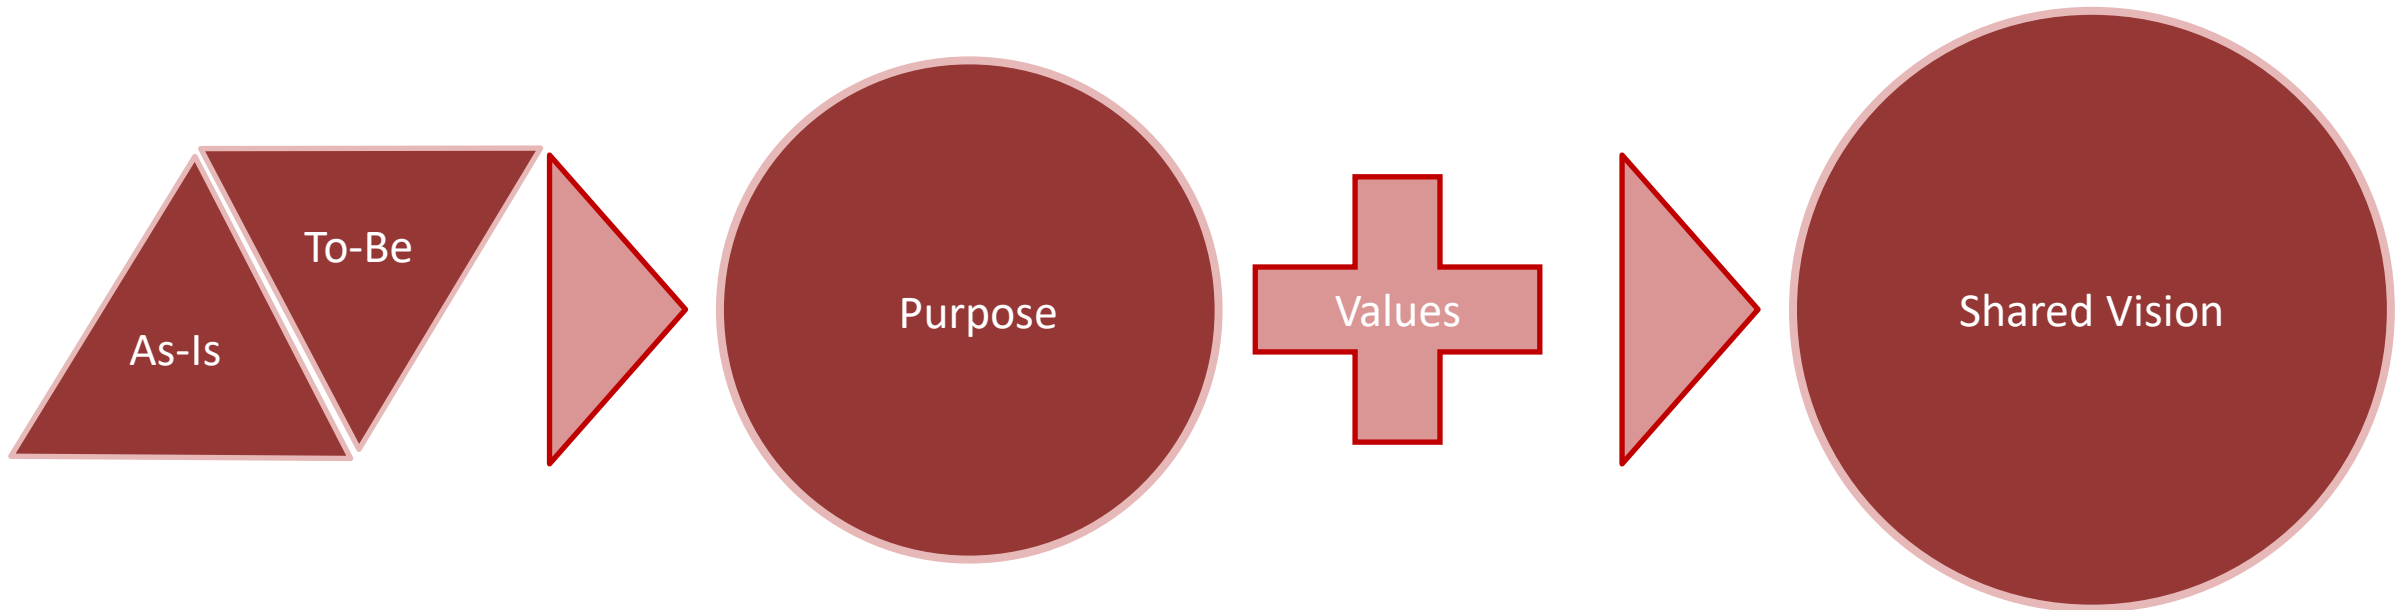 As-Is
To-Be
Purpose
Values
Shared Vision